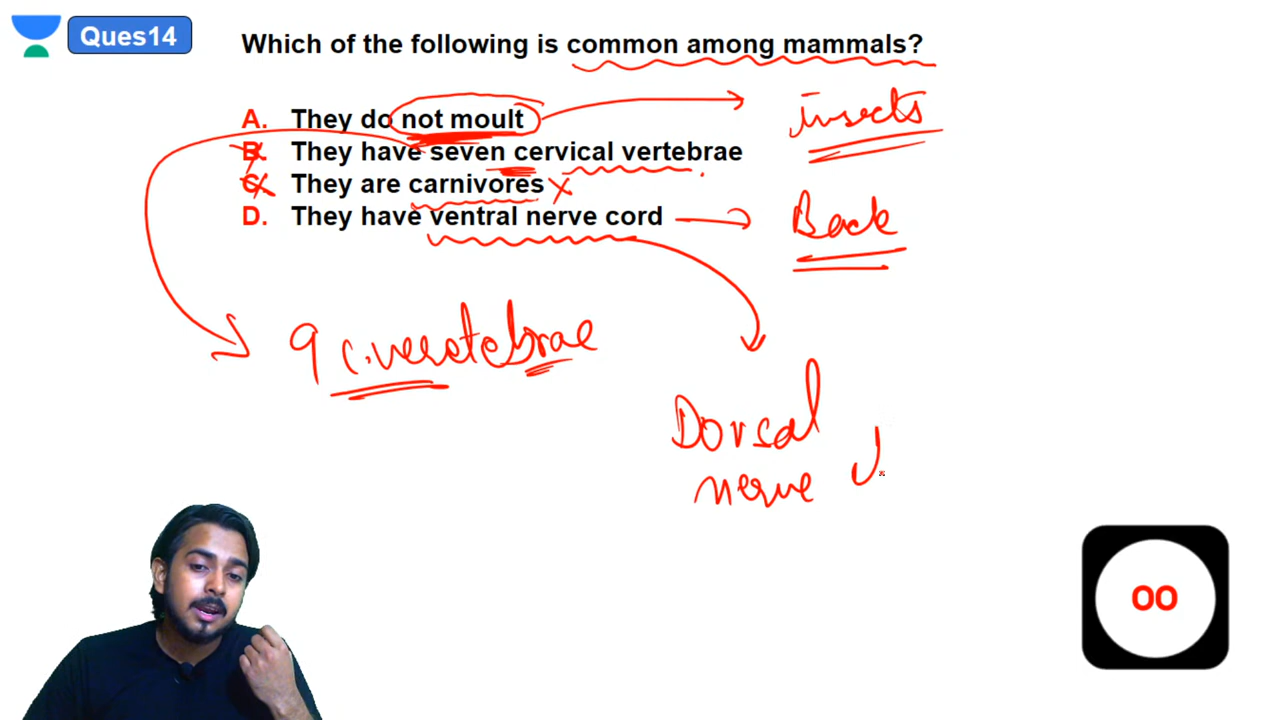 Ques14
Which of the following is common among mammals?
A. They do not moult
insects
B. They have seven cervical vertebrae
C. They are carnivores
D. They have ventral nerve cord
Back
9 c.vertebrae
Dorsal
nerve
00